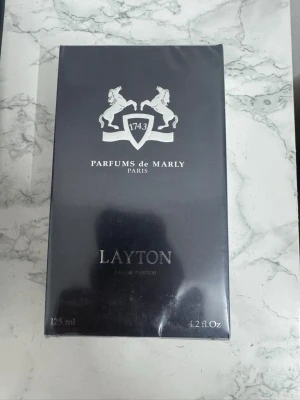 1743
PARFUMS de MARLY
PARIS
LAYTON
EAU DE PARFUM
125 ml 4.2 fl.Oz